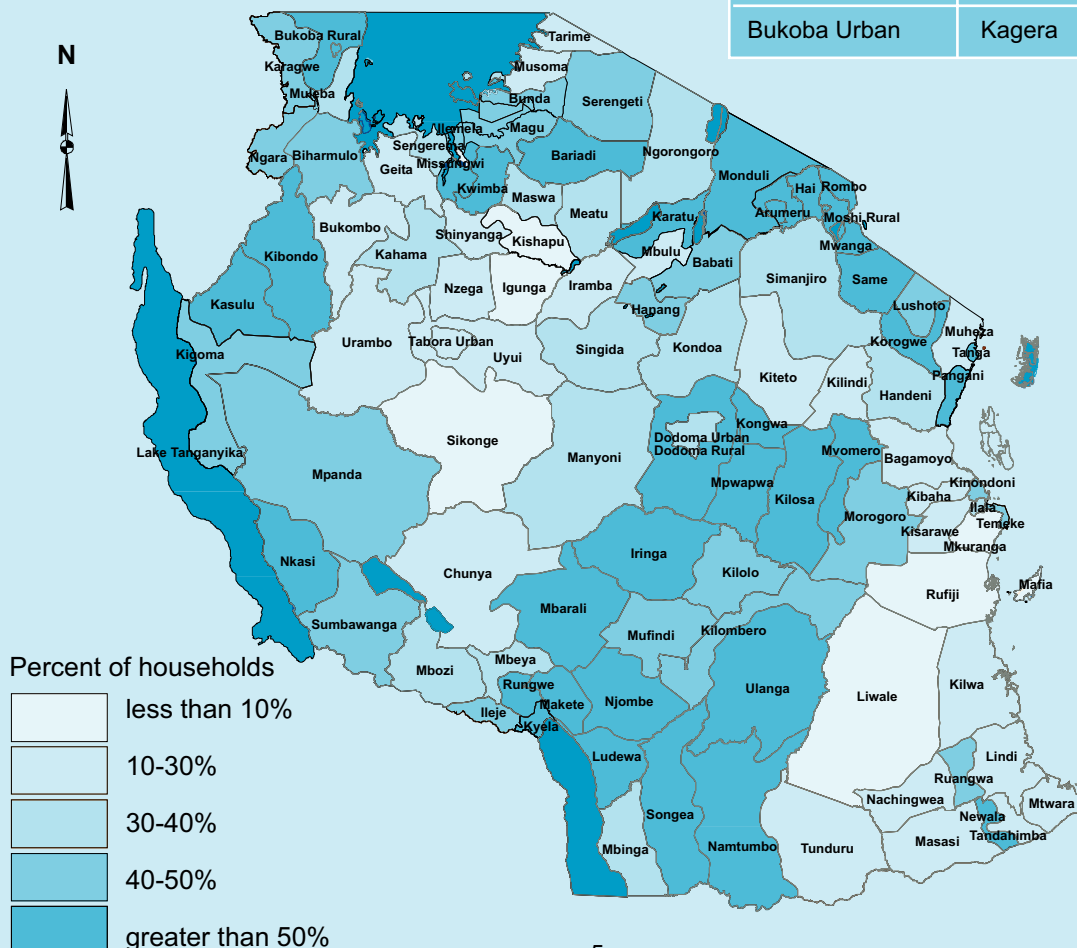 Bukoba Urban Kagera
N
Tarime
Bukoba Rural
Musoma
Karagwe
Muleba
Bunda
Serengeti
Ilemela
Magu
Sengerema
Ngorongoro
Ngara
Biharamulo
Geita
Missungwi
Bariadi
Monduli
Kwimba
Hai
Rombo
Maswa
Meatu
Karatu
Arumeru
Moshi Rural
Bukombo
Shinyanga
Kishapu
Mbulu
Mwanga
Kibondo
Kahama
Babati
Simanjiro
Same
Nzega
Igunga
Iramba
Kasulu
Hanang
Lushoto
Muheza
Urambo
Tabora Urban
Singida
Kondoa
Korogwe
Tanga
Kigoma
Uyui
Kiteto
Kilindi
Pangani
Handeni
Kongwa
Sikonge
Dodoma Urban
Dodoma Rural
Lake Tanganyika
Manyoni
Mvomero
Bagamoyo
Mpanda
Mpwapwa
Kilosa
Kinondoni
Kibaha
Ilala
Morogoro
Temeke
Kisarawe
Mkuranga
Nkasi
Chunya
Iringa
Kilolo
Rufiji
Mafia
Mbarali
Sumbawanga
Mufindi
Kilombero
Mbozi
Mbeya
Rungwe
Makete
Njombe
Ulanga
Liwale
Kilwa
Ileje
Kyela
Ludewa
Lindi
Ruangwa
Nachingwea
Mtwara
Songea
Newala
Tandahimba
Masasi
Mbinga
Namtumbo
Tunduru
Percent of households
less than 10%
10-30%
30-40%
40-50%
greater than 50%